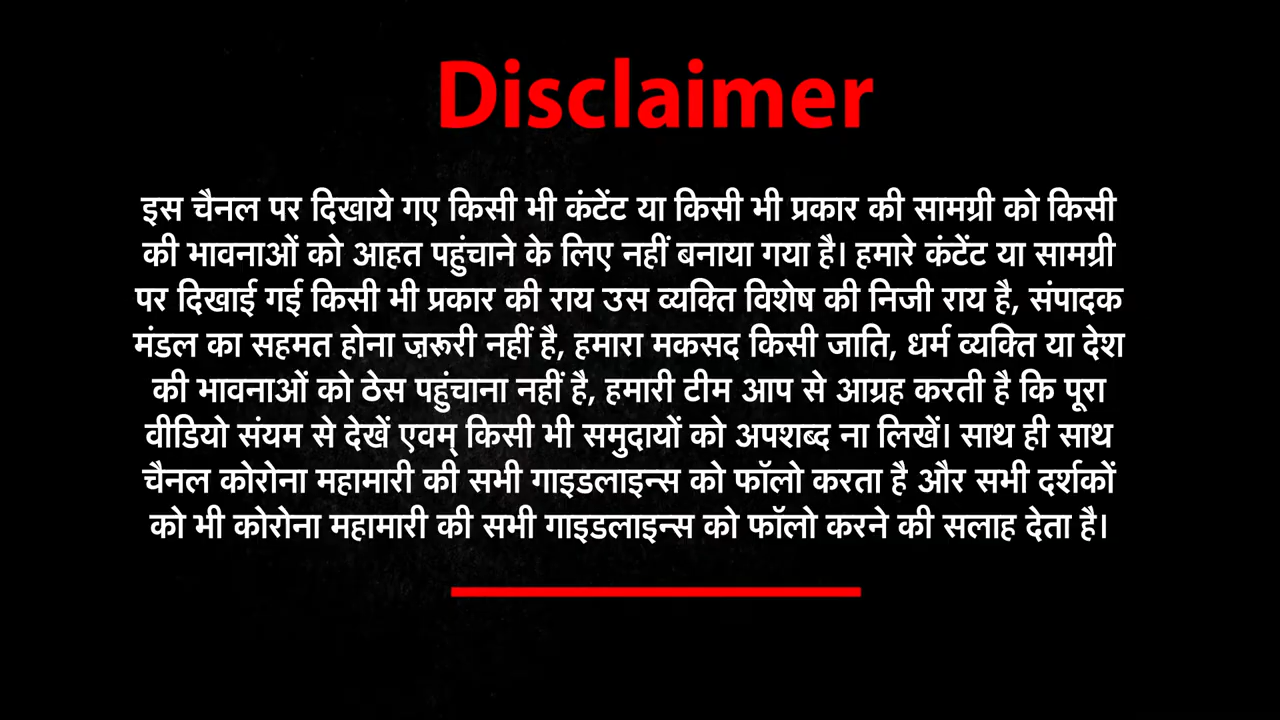 Disclaimer
इस चैनल पर दिखाये गए किसी भी कंटेंट या किसी भी प्रकार की सामग्री को किसी
की भावनाओं को आहत पहुंचाने के लिए नहीं बनाया गया है। हमारे कंटेंट या सामग्री
पर दिखाई गई किसी भी प्रकार की राय उस व्यक्ति विशेष की निजी राय है, संपादक
मंडल का सहमत होना ज़रूरी नहीं है, हमारा मकसद किसी जाति, धर्म व्यक्ति या देश
की भावनाओं को ठेस पहुंचाना नहीं है, हमारी टीम आप से आग्रह करती है कि पूरा
वीडियो संयम से देखें एवम् किसी भी समुदायों को अपशब्द ना लिखें। साथ ही साथ
चैनल कोरोना महामारी की सभी गाइडलाइन्स को फॉलो करता है और सभी दर्शकों
को भी कोरोना महामारी की सभी गाइडलाइन्स को फॉलो करने की सलाह देता है।